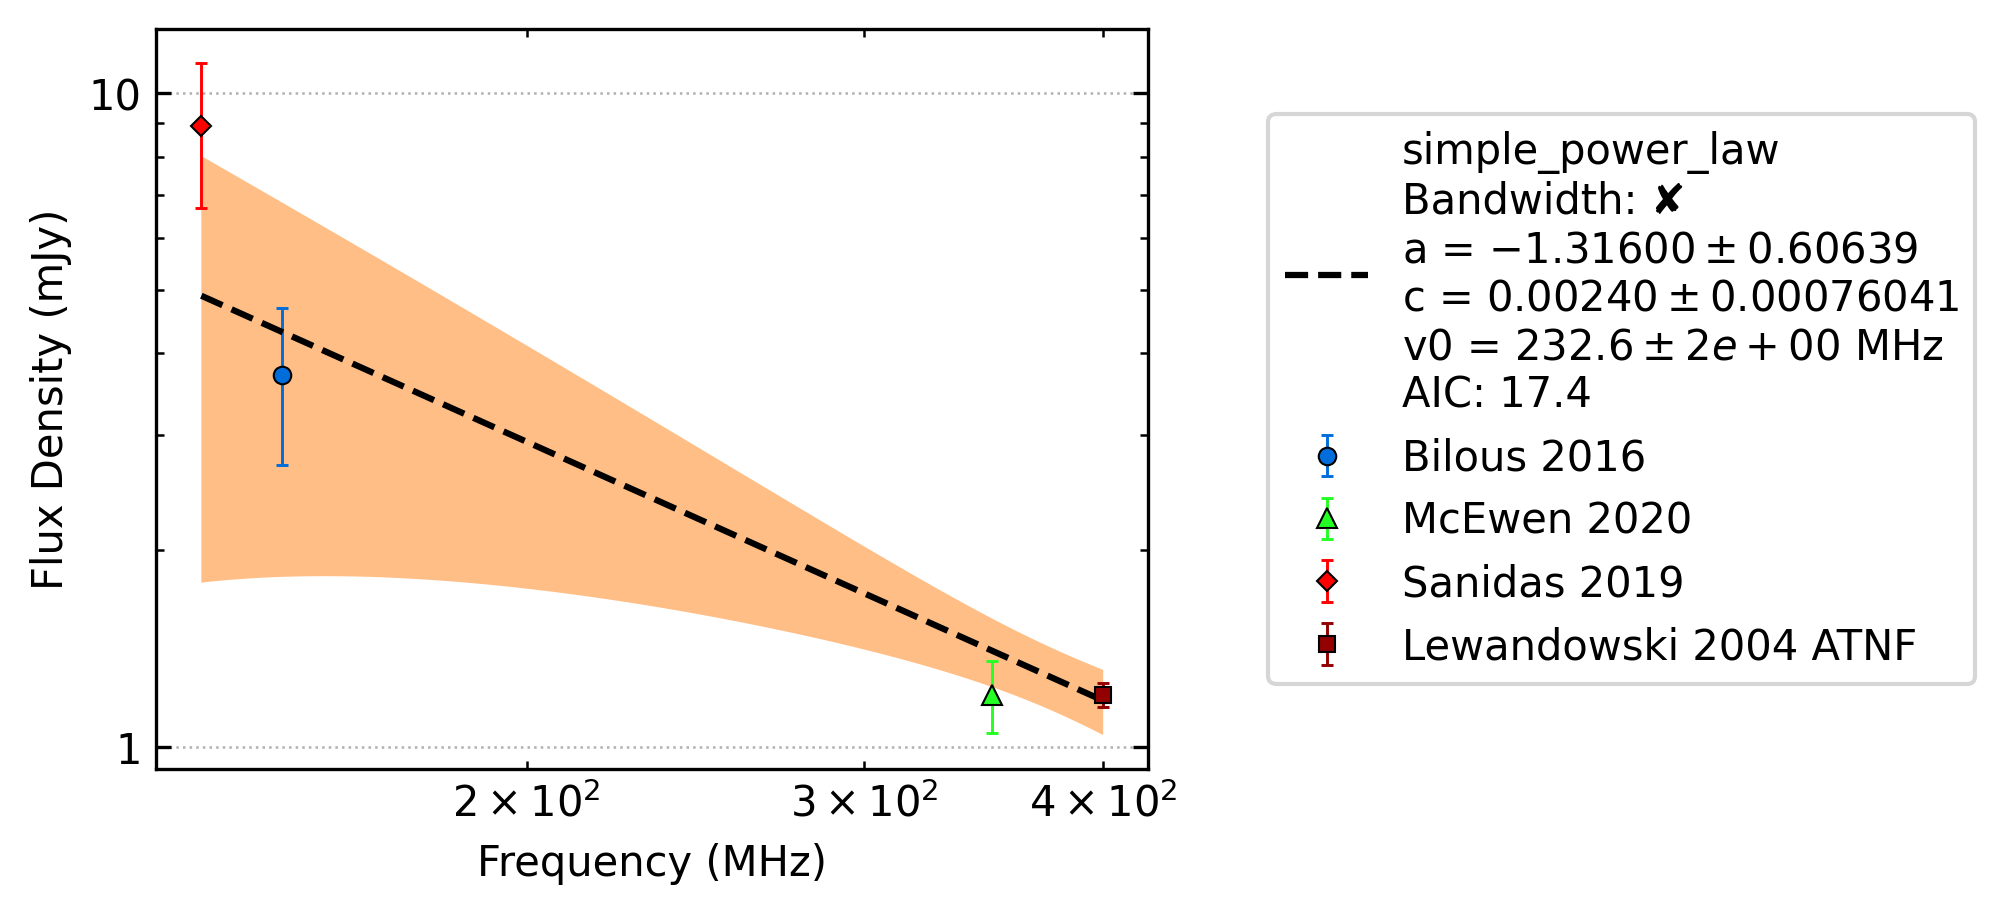 10
1
Flux Density (mJy)
2 × 10²
3 × 10²
4 × 10²
Frequency (MHz)
simple_power_law
Bandwidth: ✘
a = −1.31600 ± 0.60639
c = 0.00240 ± 0.00076041
v0 = 232.6 ± 2e + 00 MHz
AIC: 17.4
Bilous 2016
McEwen 2020
Sanidas 2019
Lewandowski 2004 ATNF